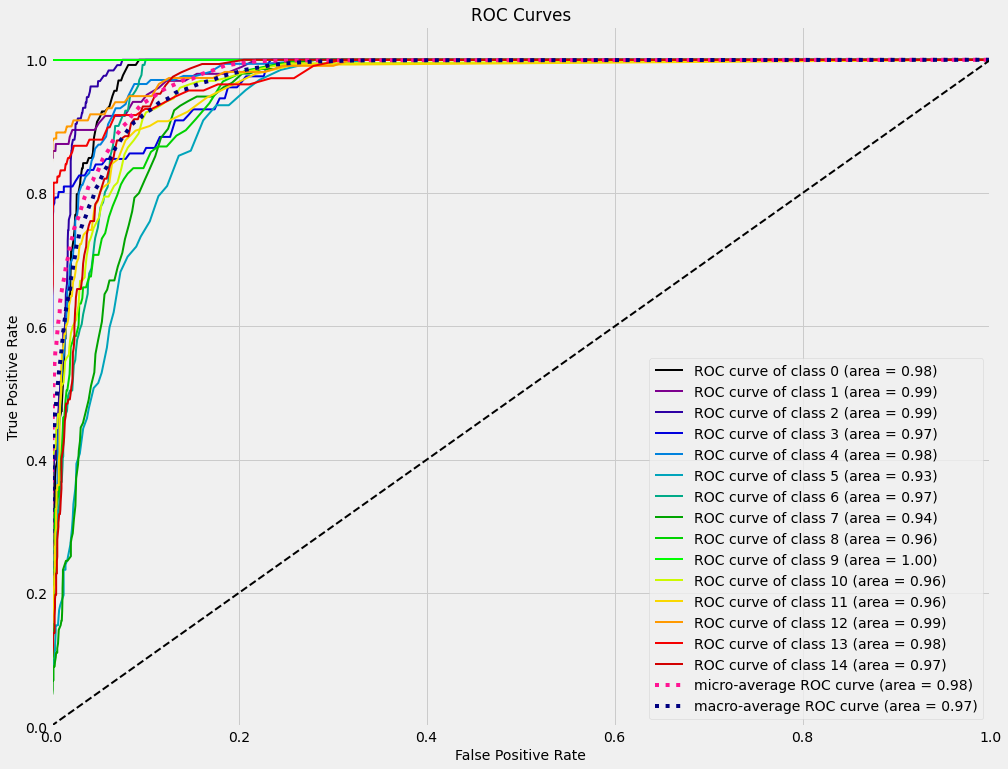 ROC Curves
True Positive Rate
1.0
0.8
0.6
0.4
0.2
0.0
0.0 0.2 0.4 0.6 0.8 1.0
False Positive Rate
ROC curve of class 0 (area = 0.98)
ROC curve of class 1 (area = 0.99)
ROC curve of class 2 (area = 0.99)
ROC curve of class 3 (area = 0.97)
ROC curve of class 4 (area = 0.98)
ROC curve of class 5 (area = 0.93)
ROC curve of class 6 (area = 0.97)
ROC curve of class 7 (area = 0.94)
ROC curve of class 8 (area = 0.96)
ROC curve of class 9 (area = 1.00)
ROC curve of class 10 (area = 0.96)
ROC curve of class 11 (area = 0.96)
ROC curve of class 12 (area = 0.99)
ROC curve of class 13 (area = 0.98)
ROC curve of class 14 (area = 0.97)
micro-average ROC curve (area = 0.98)
macro-average ROC curve (area = 0.97)